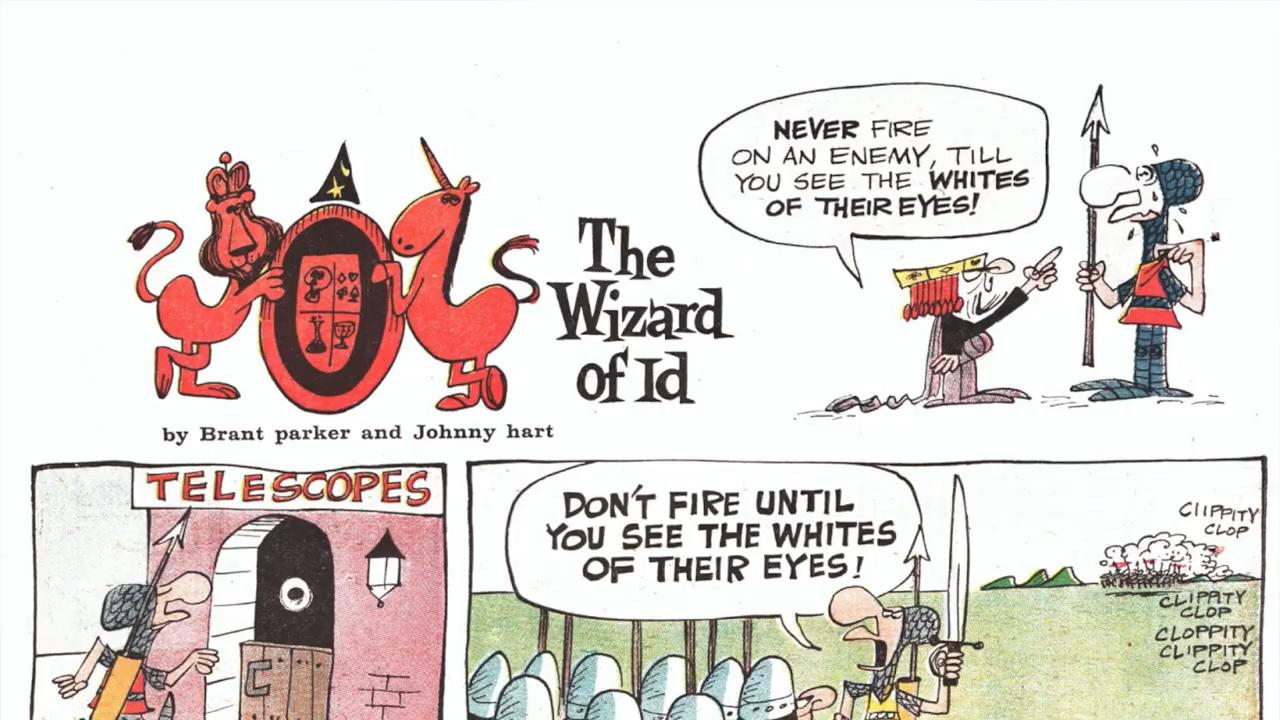 NEVER FIRE
ON AN ENEMY, TILL
YOU SEE THE WHITES
OF THEIR EYES!
The
Wizard
of Id
by Brant parker and Johnny hart
TELESCOPES
DON'T FIRE UNTIL
YOU SEE THE WHITES
OF THEIR EYES!
CLIPPITY
CLOP
CLIPPITY
CLOP
CLOPPITY
CLIPPITY
CLOP